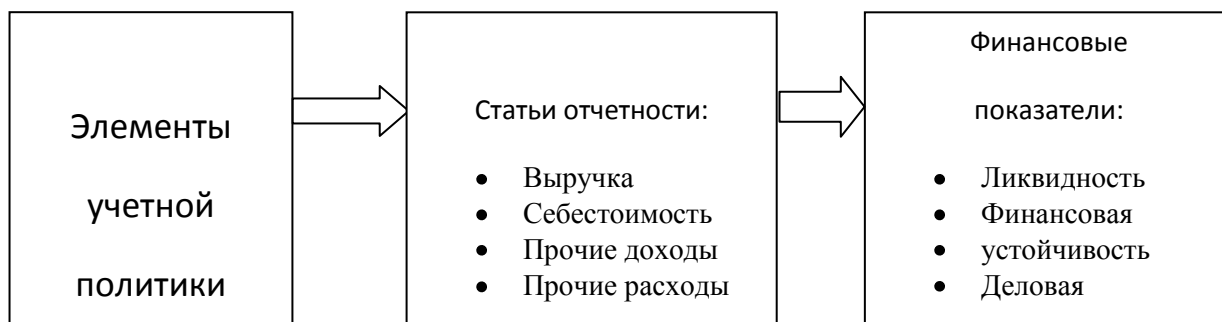 Элементы
учетной
политики
Статьи отчетности:
• Выручка
• Себестоимость
• Прочие доходы
• Прочие расходы
Финансовые
показатели:
• Ликвидность
• Финансовая
• устойчивость
• Деловая